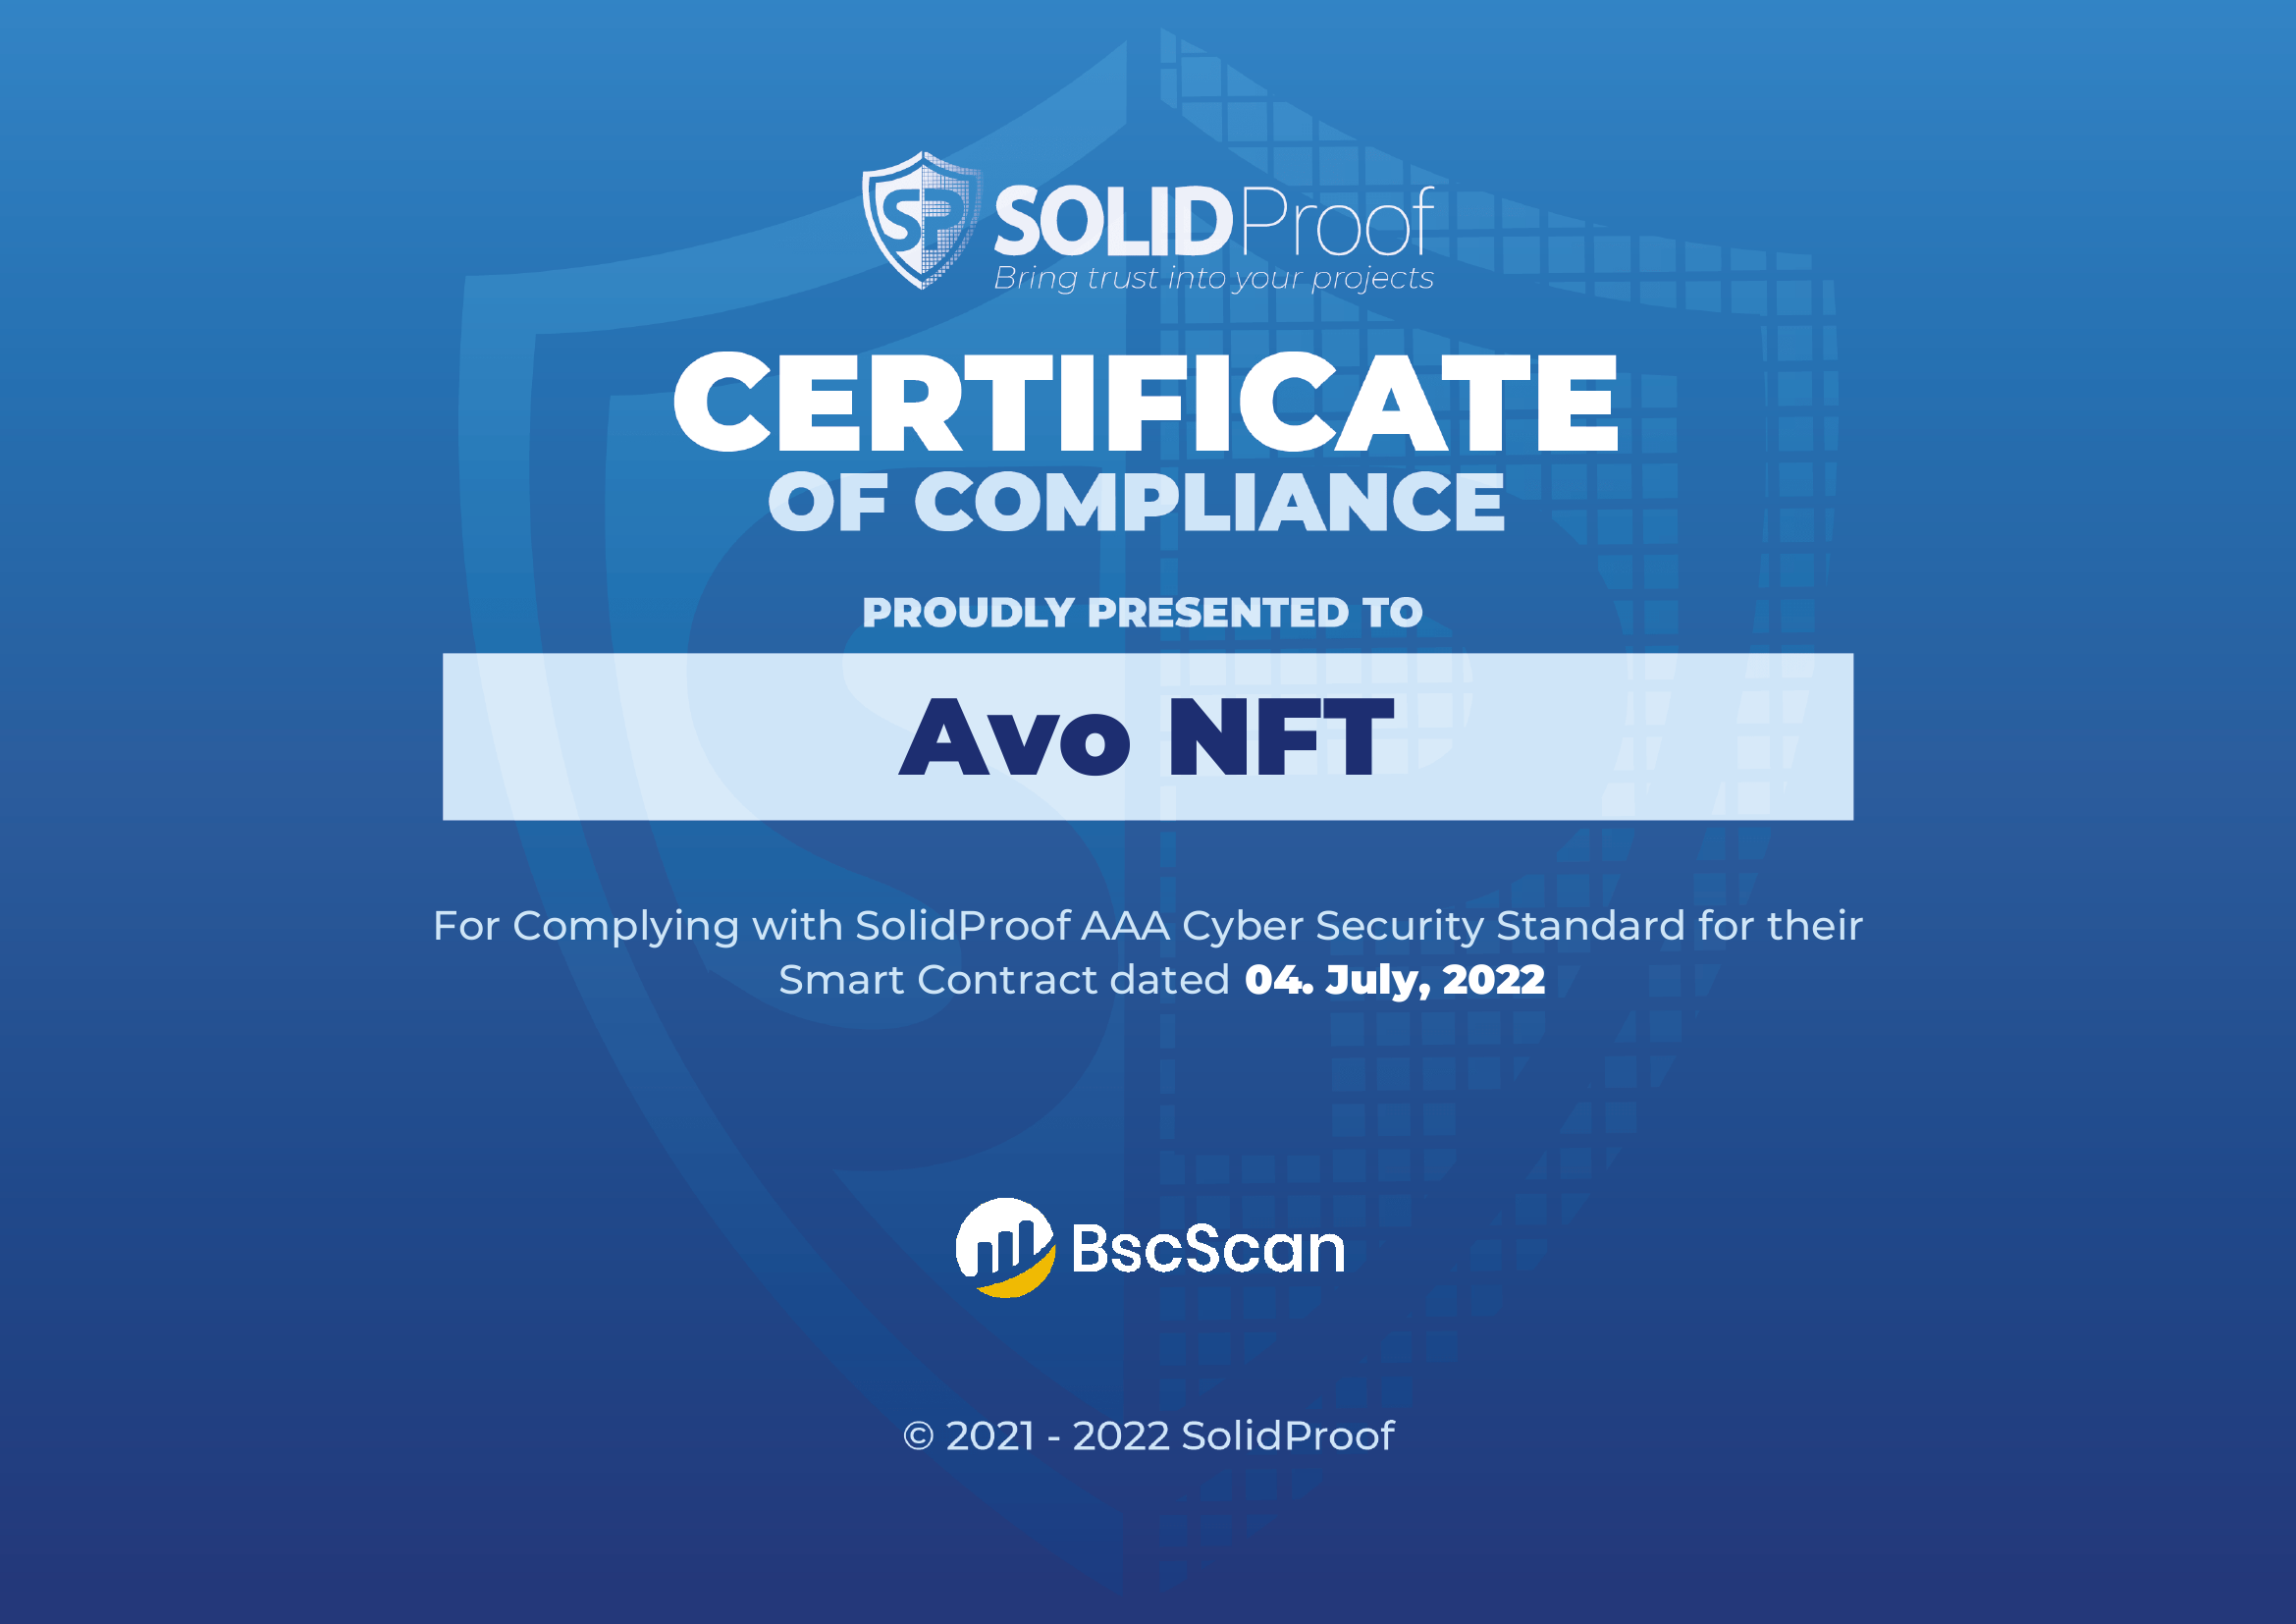 SP SOLIDProof
Bring trust into your projects
CERTIFICATE
OF COMPLIANCE
PROUDLY PRESENTED TO
Avo NFT
For Complying with SolidProof AAA Cyber Security Standard for their
Smart Contract dated 04. July, 2022
BscScan
© 2021 - 2022 SolidProof